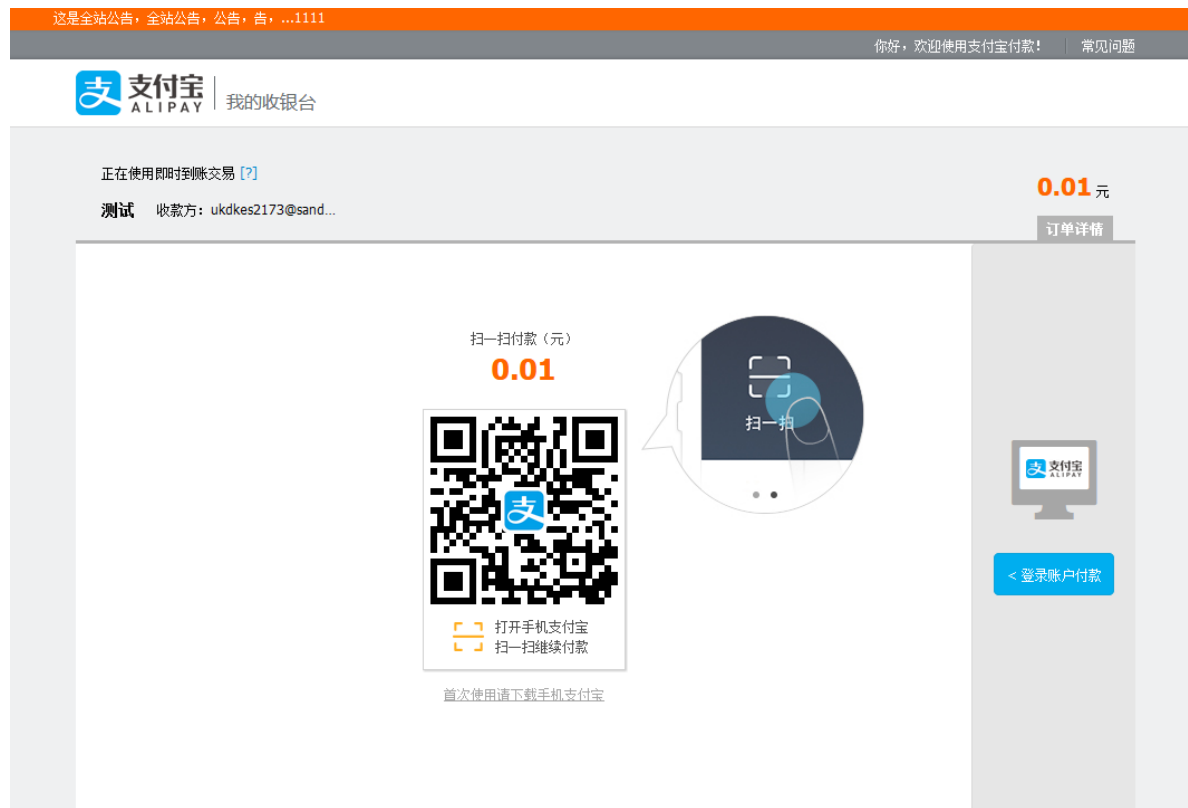 这是全站公告，全站公告，公告，告，...1111
你好，欢迎使用支付宝付款！ 常见问题
支 支付宝 我的收银台
ALIPAY
正在使用即时到账交易 [?]
0.01 元
测试 收款方：ukdkes2173@sand...
订单详情
扫一扫付款（元）
0.01
扫一扫
支
支 支付宝
ALIPAY
< 登录账户付款
打开手机支付宝
扫一扫继续付款
首次使用请下载手机支付宝